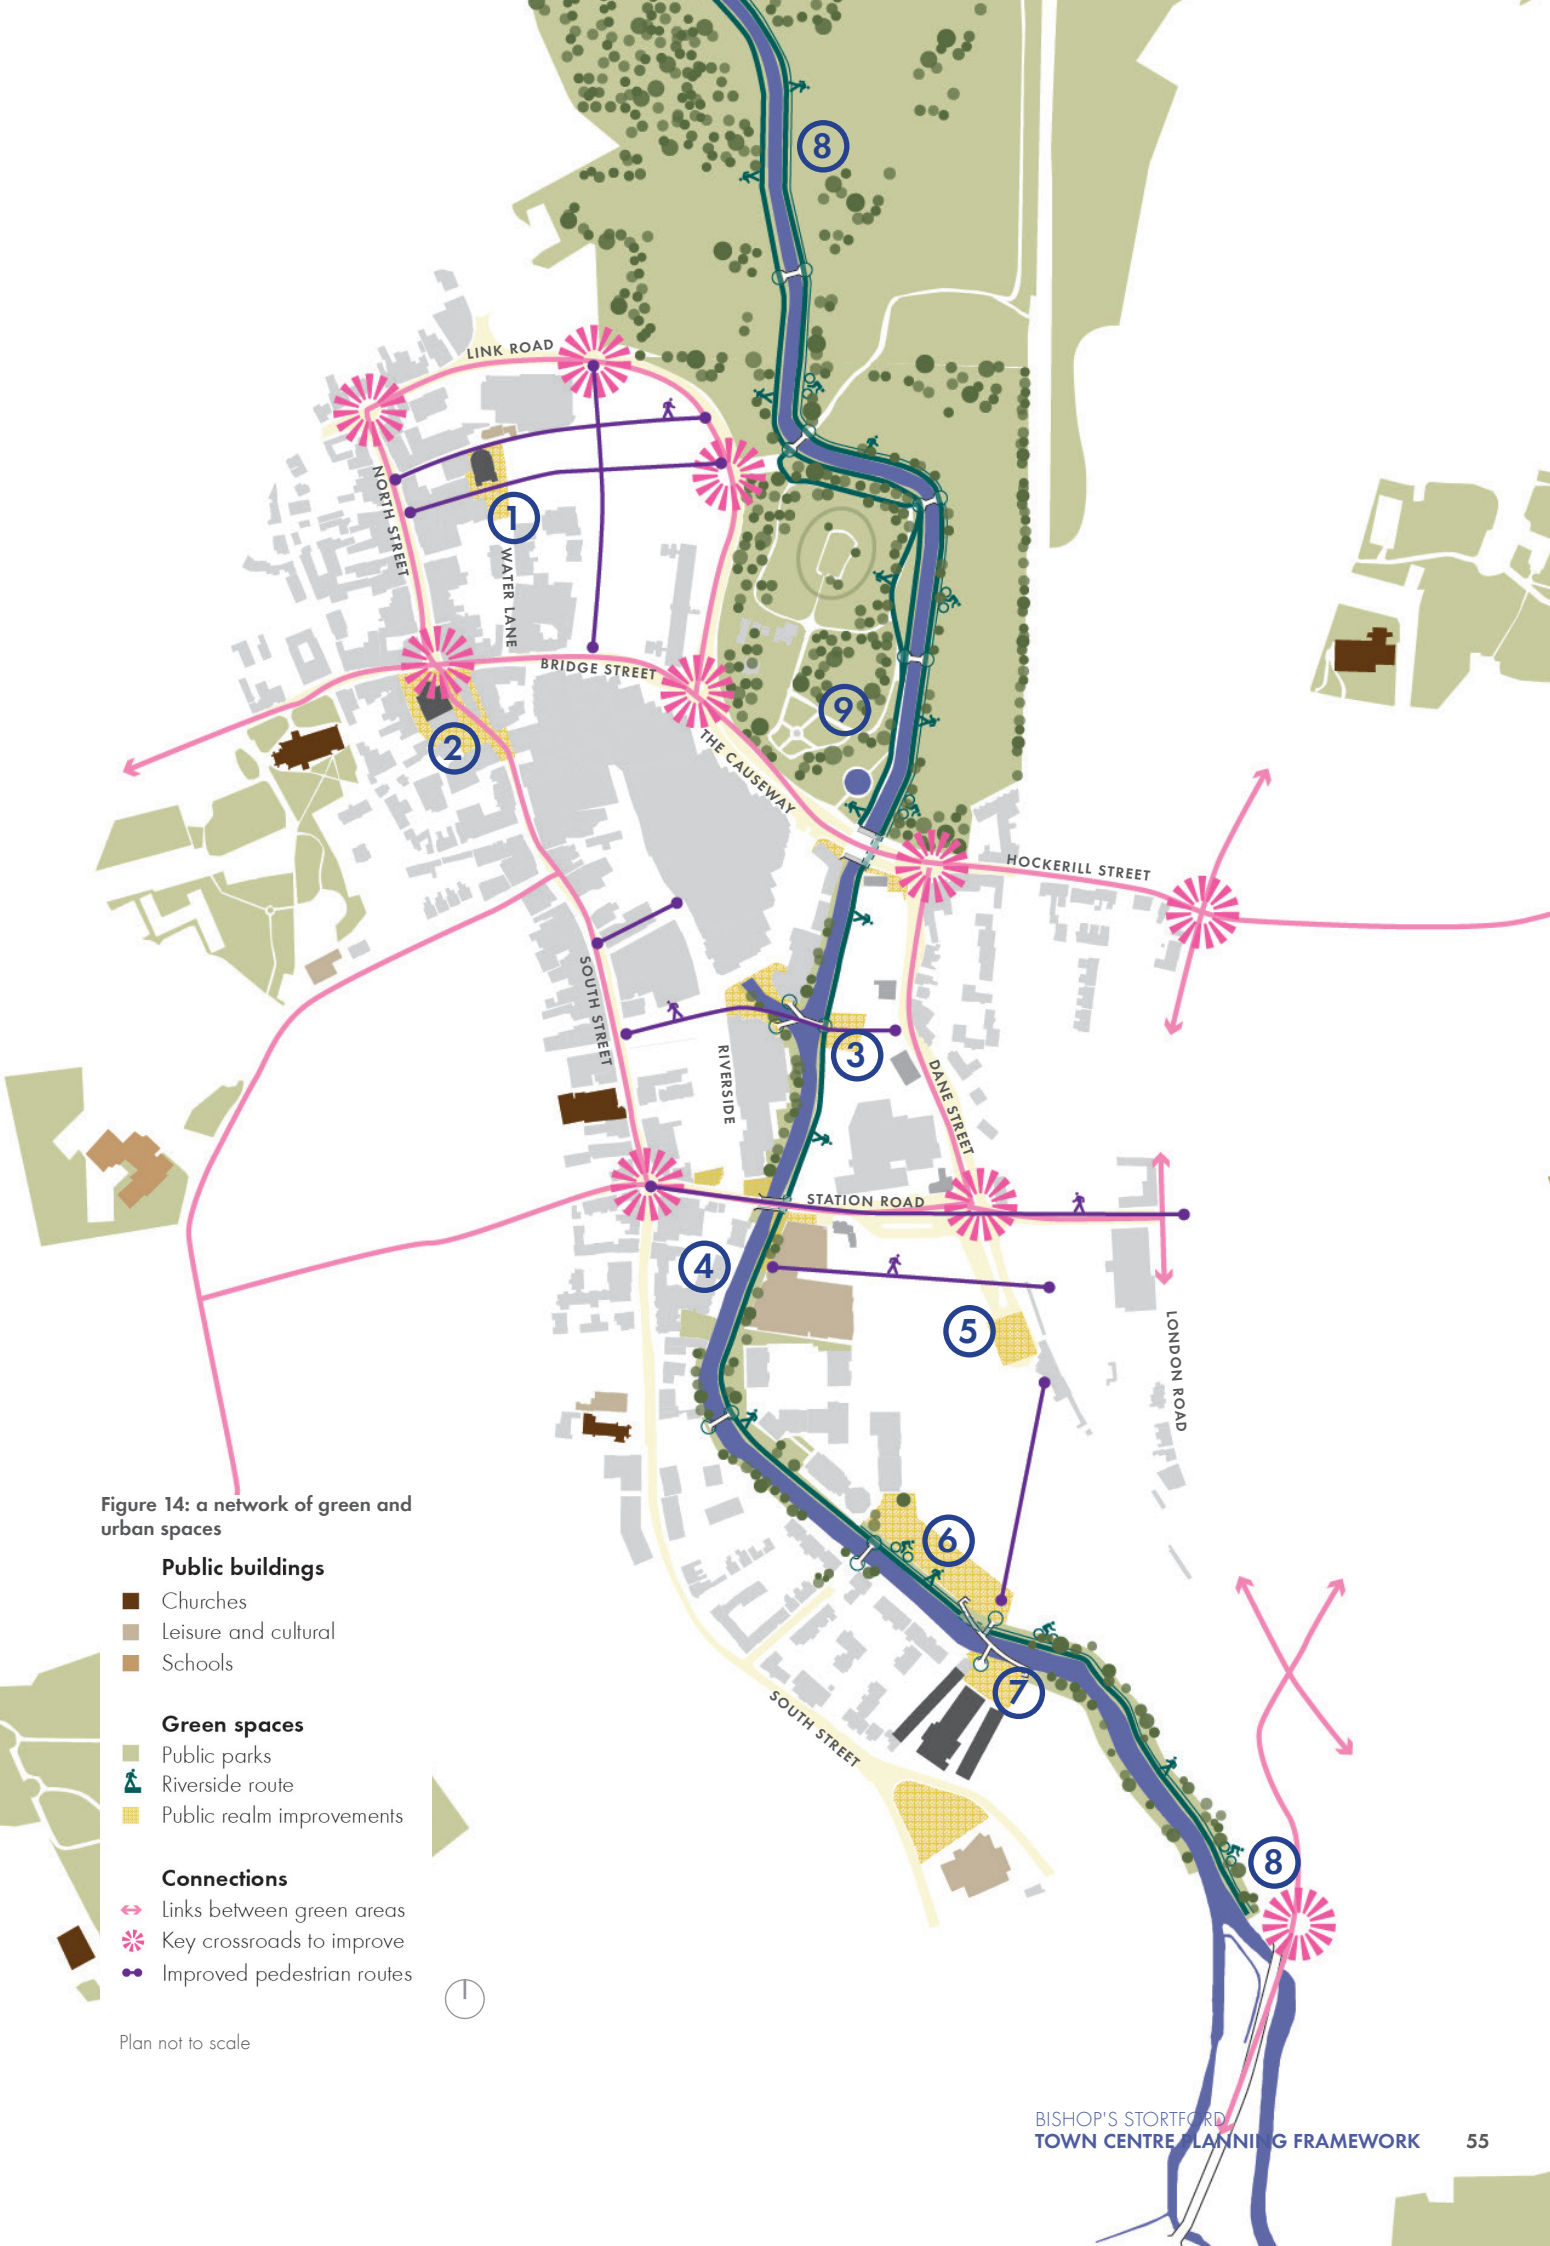 8
LINK ROAD
NORTH STREET
1
WATER LANE
BRIDGE STREET
9
2
THE CAUSEWAY
HOCKERILL STREET
SOUTH STREET
3
RIVERSIDE
DANE STREET
STATION ROAD
4
5
LONDON ROAD
Figure 14: a network of green and
urban spaces
Public buildings
Churches
Leisure and cultural
Schools
Green spaces
Public parks
Riverside route
Public realm improvements
Connections
Links between green areas
Key crossroads to improve
Improved pedestrian routes
Plan not to scale
6
7
SOUTH STREET
8
BISHOP'S STORTFORD
TOWN CENTRE PLANNING FRAMEWORK 55